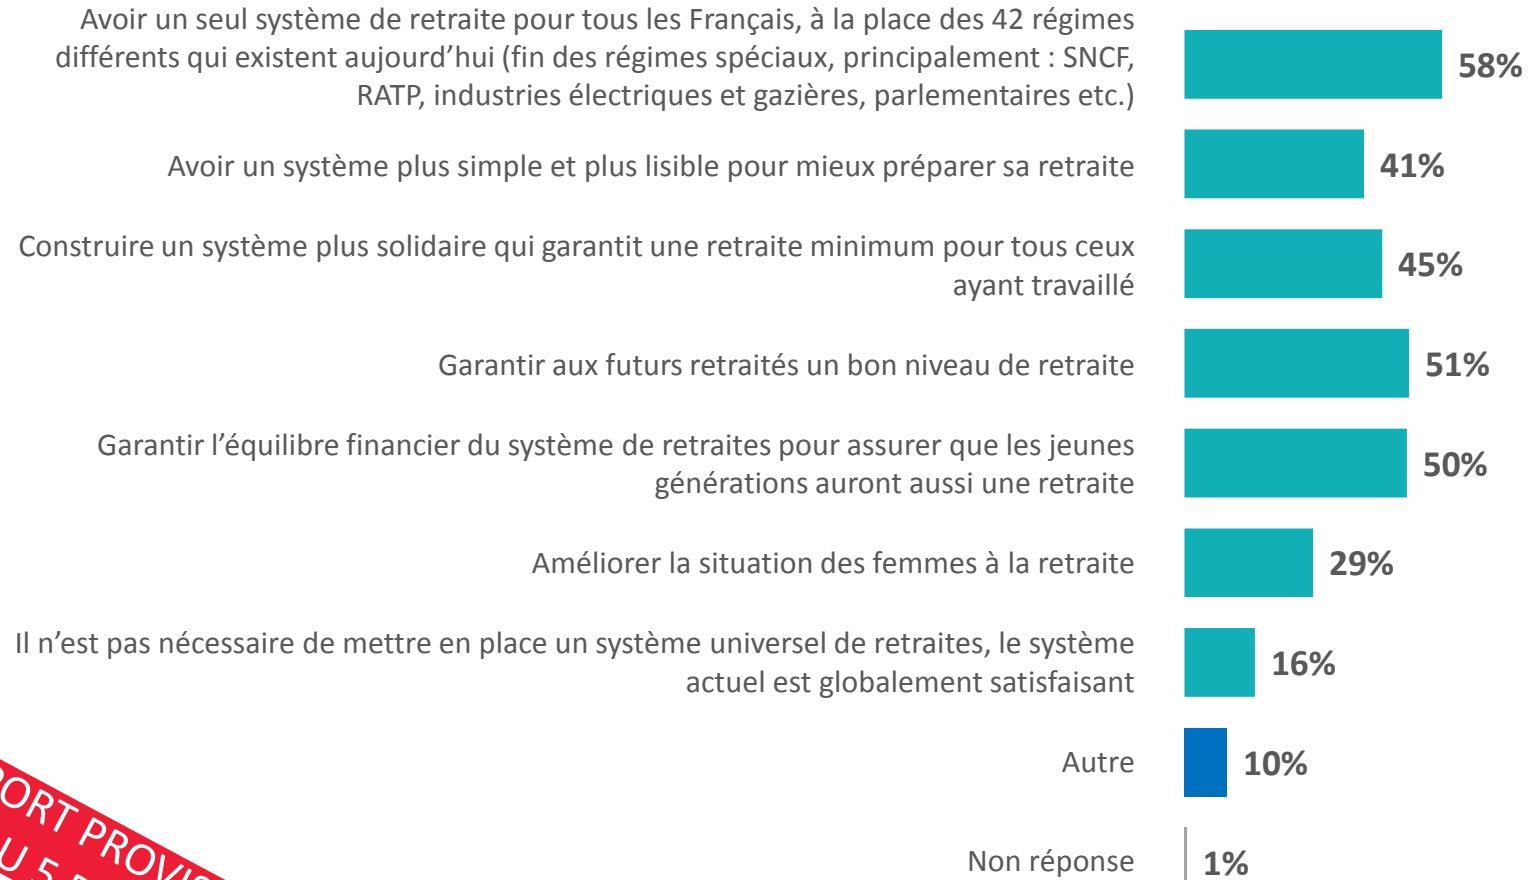 Avoir un seul système de retraite pour tous les Français, à la place des 42 régimes
différents qui existent aujourd’hui (fin des régimes spéciaux, principalement : SNCF,
RATP, industries électriques et gazières, parlementaires etc.)
58%
Avoir un système plus simple et plus lisible pour mieux préparer sa retraite
41%
Construire un système plus solidaire qui garantit une retraite minimum pour tous ceux
ayant travaillé
45%
Garantir aux futurs retraités un bon niveau de retraite
51%
Garantir l’équilibre financier du système de retraites pour assurer que les jeunes
générations auront aussi une retraite
50%
Améliorer la situation des femmes à la retraite
29%
Il n’est pas nécessaire de mettre en place un système universel de retraites, le système
actuel est globalement satisfaisant
16%
Autre
10%
Non réponse
1%